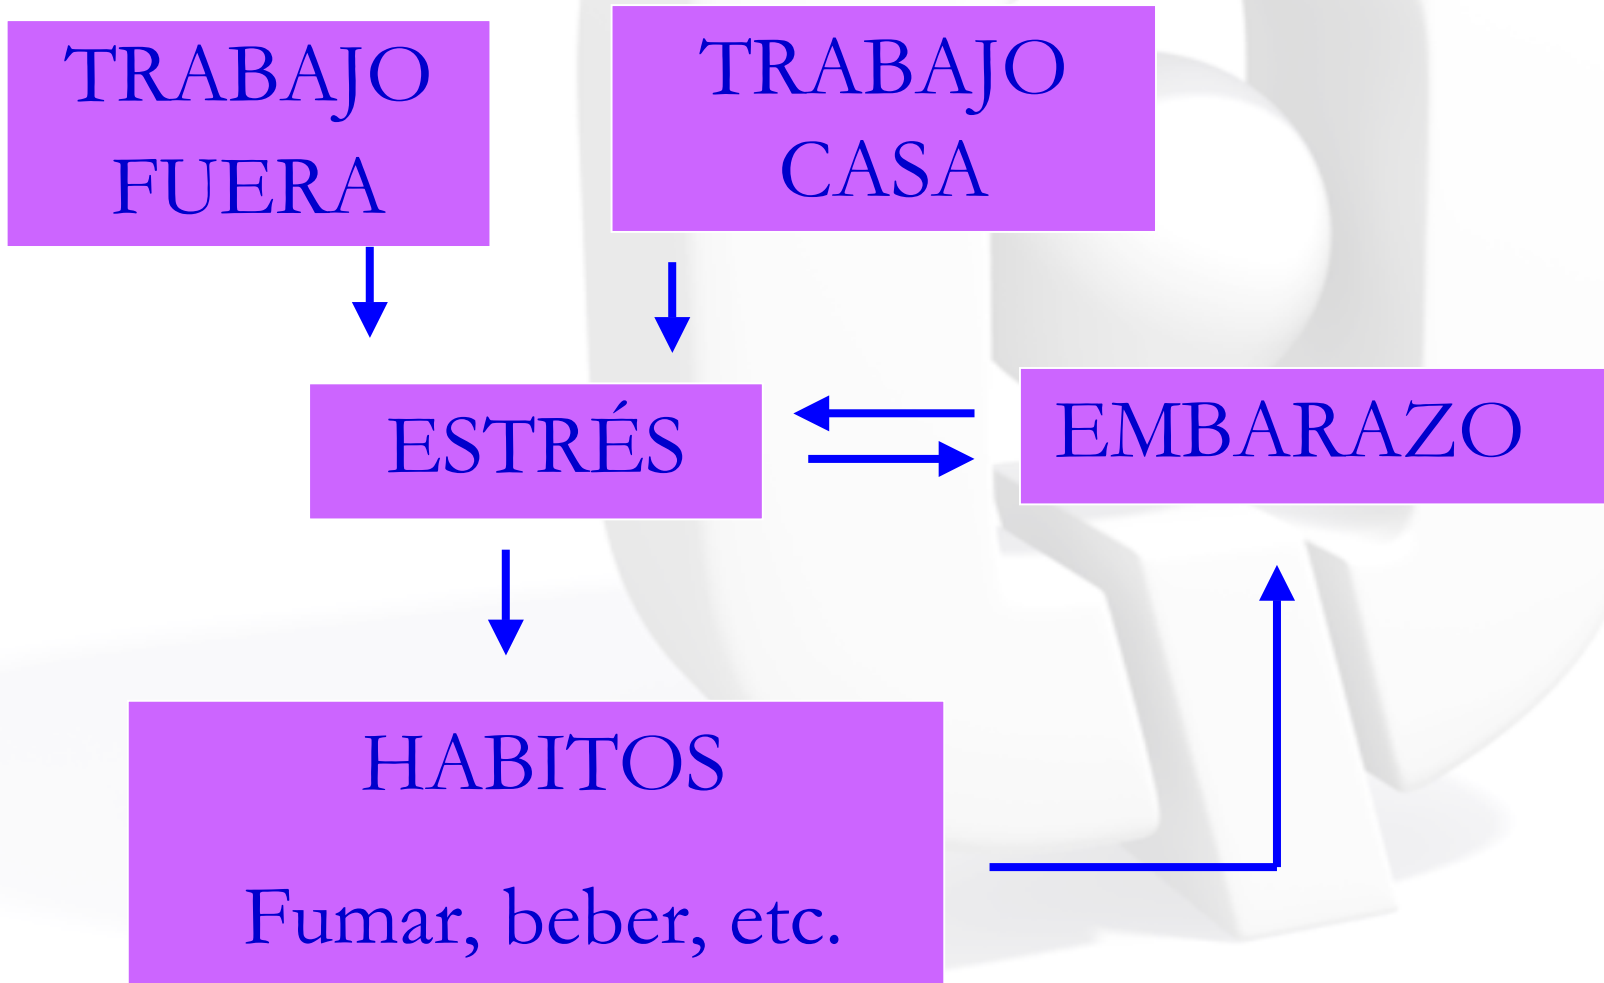 TRABAJO
FUERA
TRABAJO
CASA
ESTRÉS
EMBARAZO
HABITOS
Fumar, beber, etc.